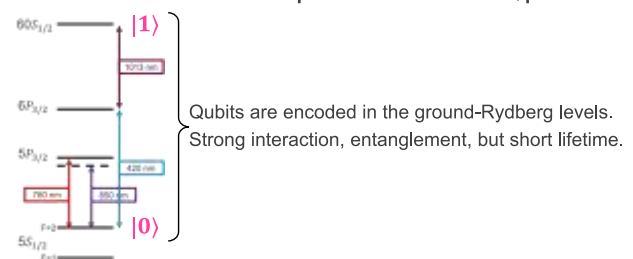 60S1/2
|1⟩
1013 nm
6P3/2
Qubits are encoded in the ground-Rydberg levels.
Strong interaction, entanglement, but short lifetime.
5P3/2
420 nm
780 nm
F=2
|0⟩
5S1/2